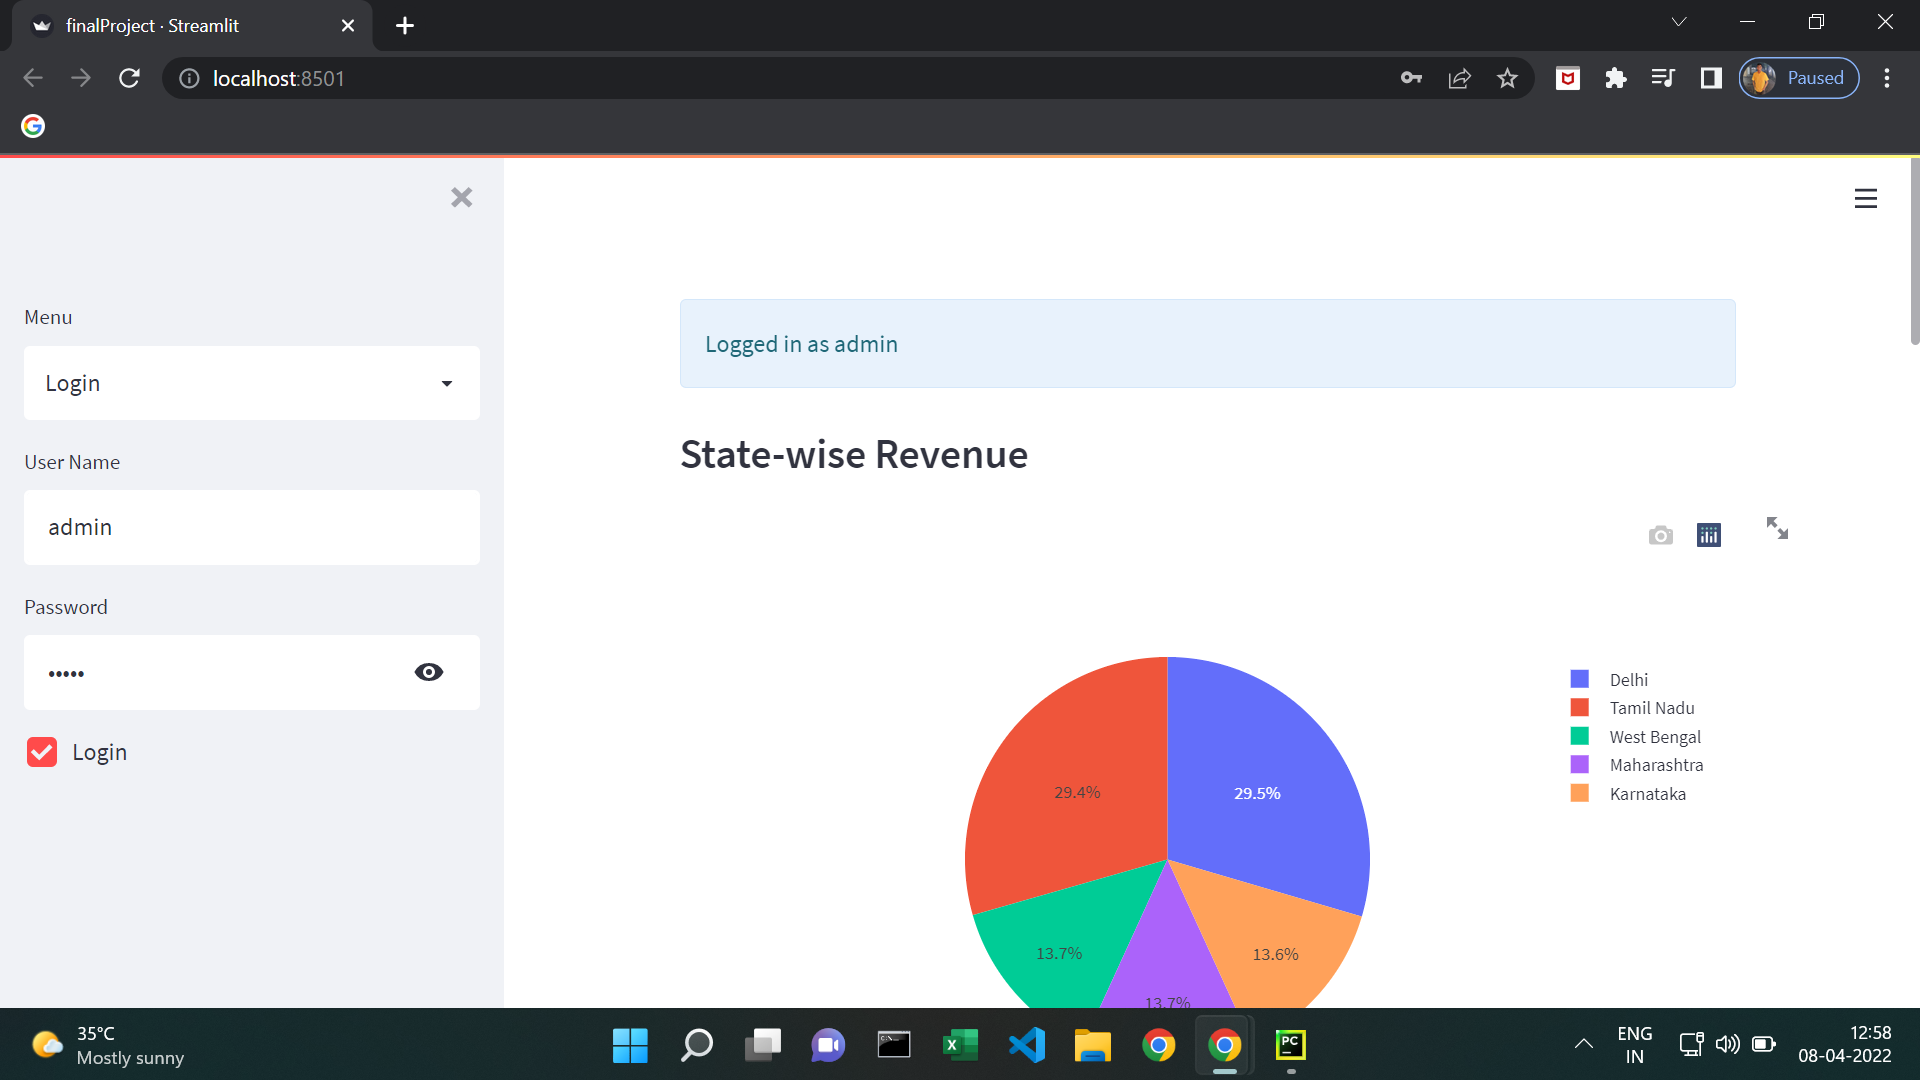 finalProject · Streamlit
localhost:8501
Paused
Menu
Login
User Name
admin
Password
•••••
Login
Logged in as admin
State-wise Revenue
Delhi
Tamil Nadu
West Bengal
Maharashtra
Karnataka
29.4%
29.5%
13.7%
13.6%
13.7%
35°C
Mostly sunny
PC
ENG
IN
12:58
08-04-2022